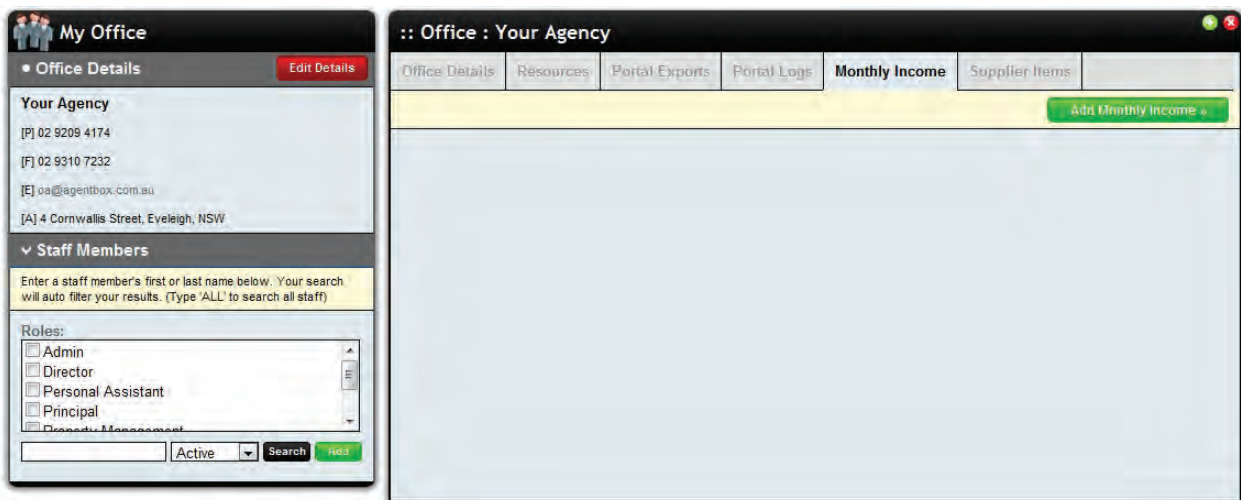 My Office
• Office Details
Edit Details
Your Agency
[P] 02 9209 4174
[F] 02 9310 7232
[E] oa@agentbox.com.au
[A] 4 Cornwallis Street, Eveleigh, NSW
Staff Members
Enter a staff member's first or last name below. Your search
will auto filter your results. (Type 'ALL' to search all staff)
Roles:
Admin
Director
Personal Assistant
Principal
Property Management
Active
Search
Add
:: Office : Your Agency
Office Details
Resources
Portal Exports
Portal Logs
Monthly Income
Supplier Items
Add Monthly Income »